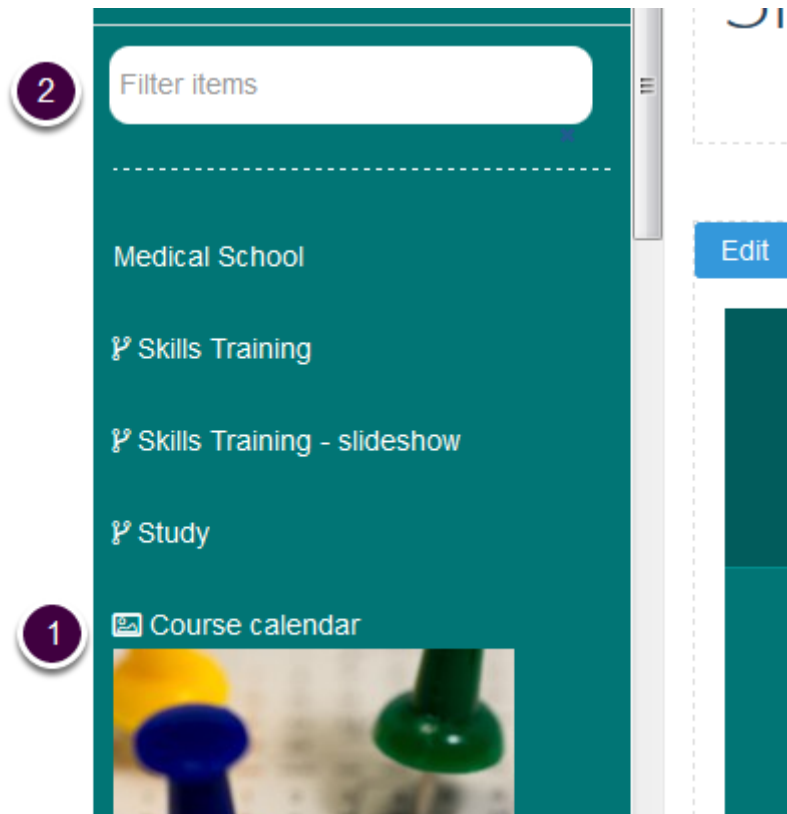 2
Filter items
Edit
Medical School
Skills Training
Skills Training - slideshow
Study
1
Course calendar